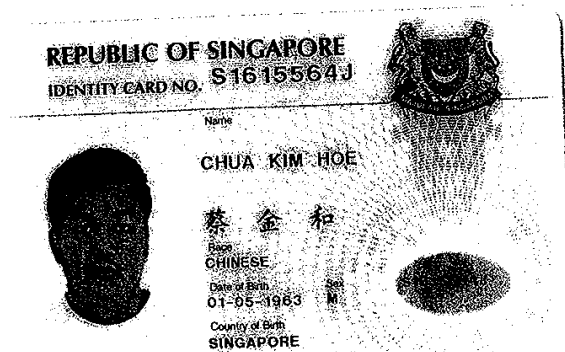 REPUBLIC OF SINGAPORE
IDENTITY CARD NO. S1615564J
Name
CHUA KIM HOE
蔡 金 和
Race
CHINESE
Date of Birth Sex
01-05-1963 M
Country of Birth
SINGAPORE